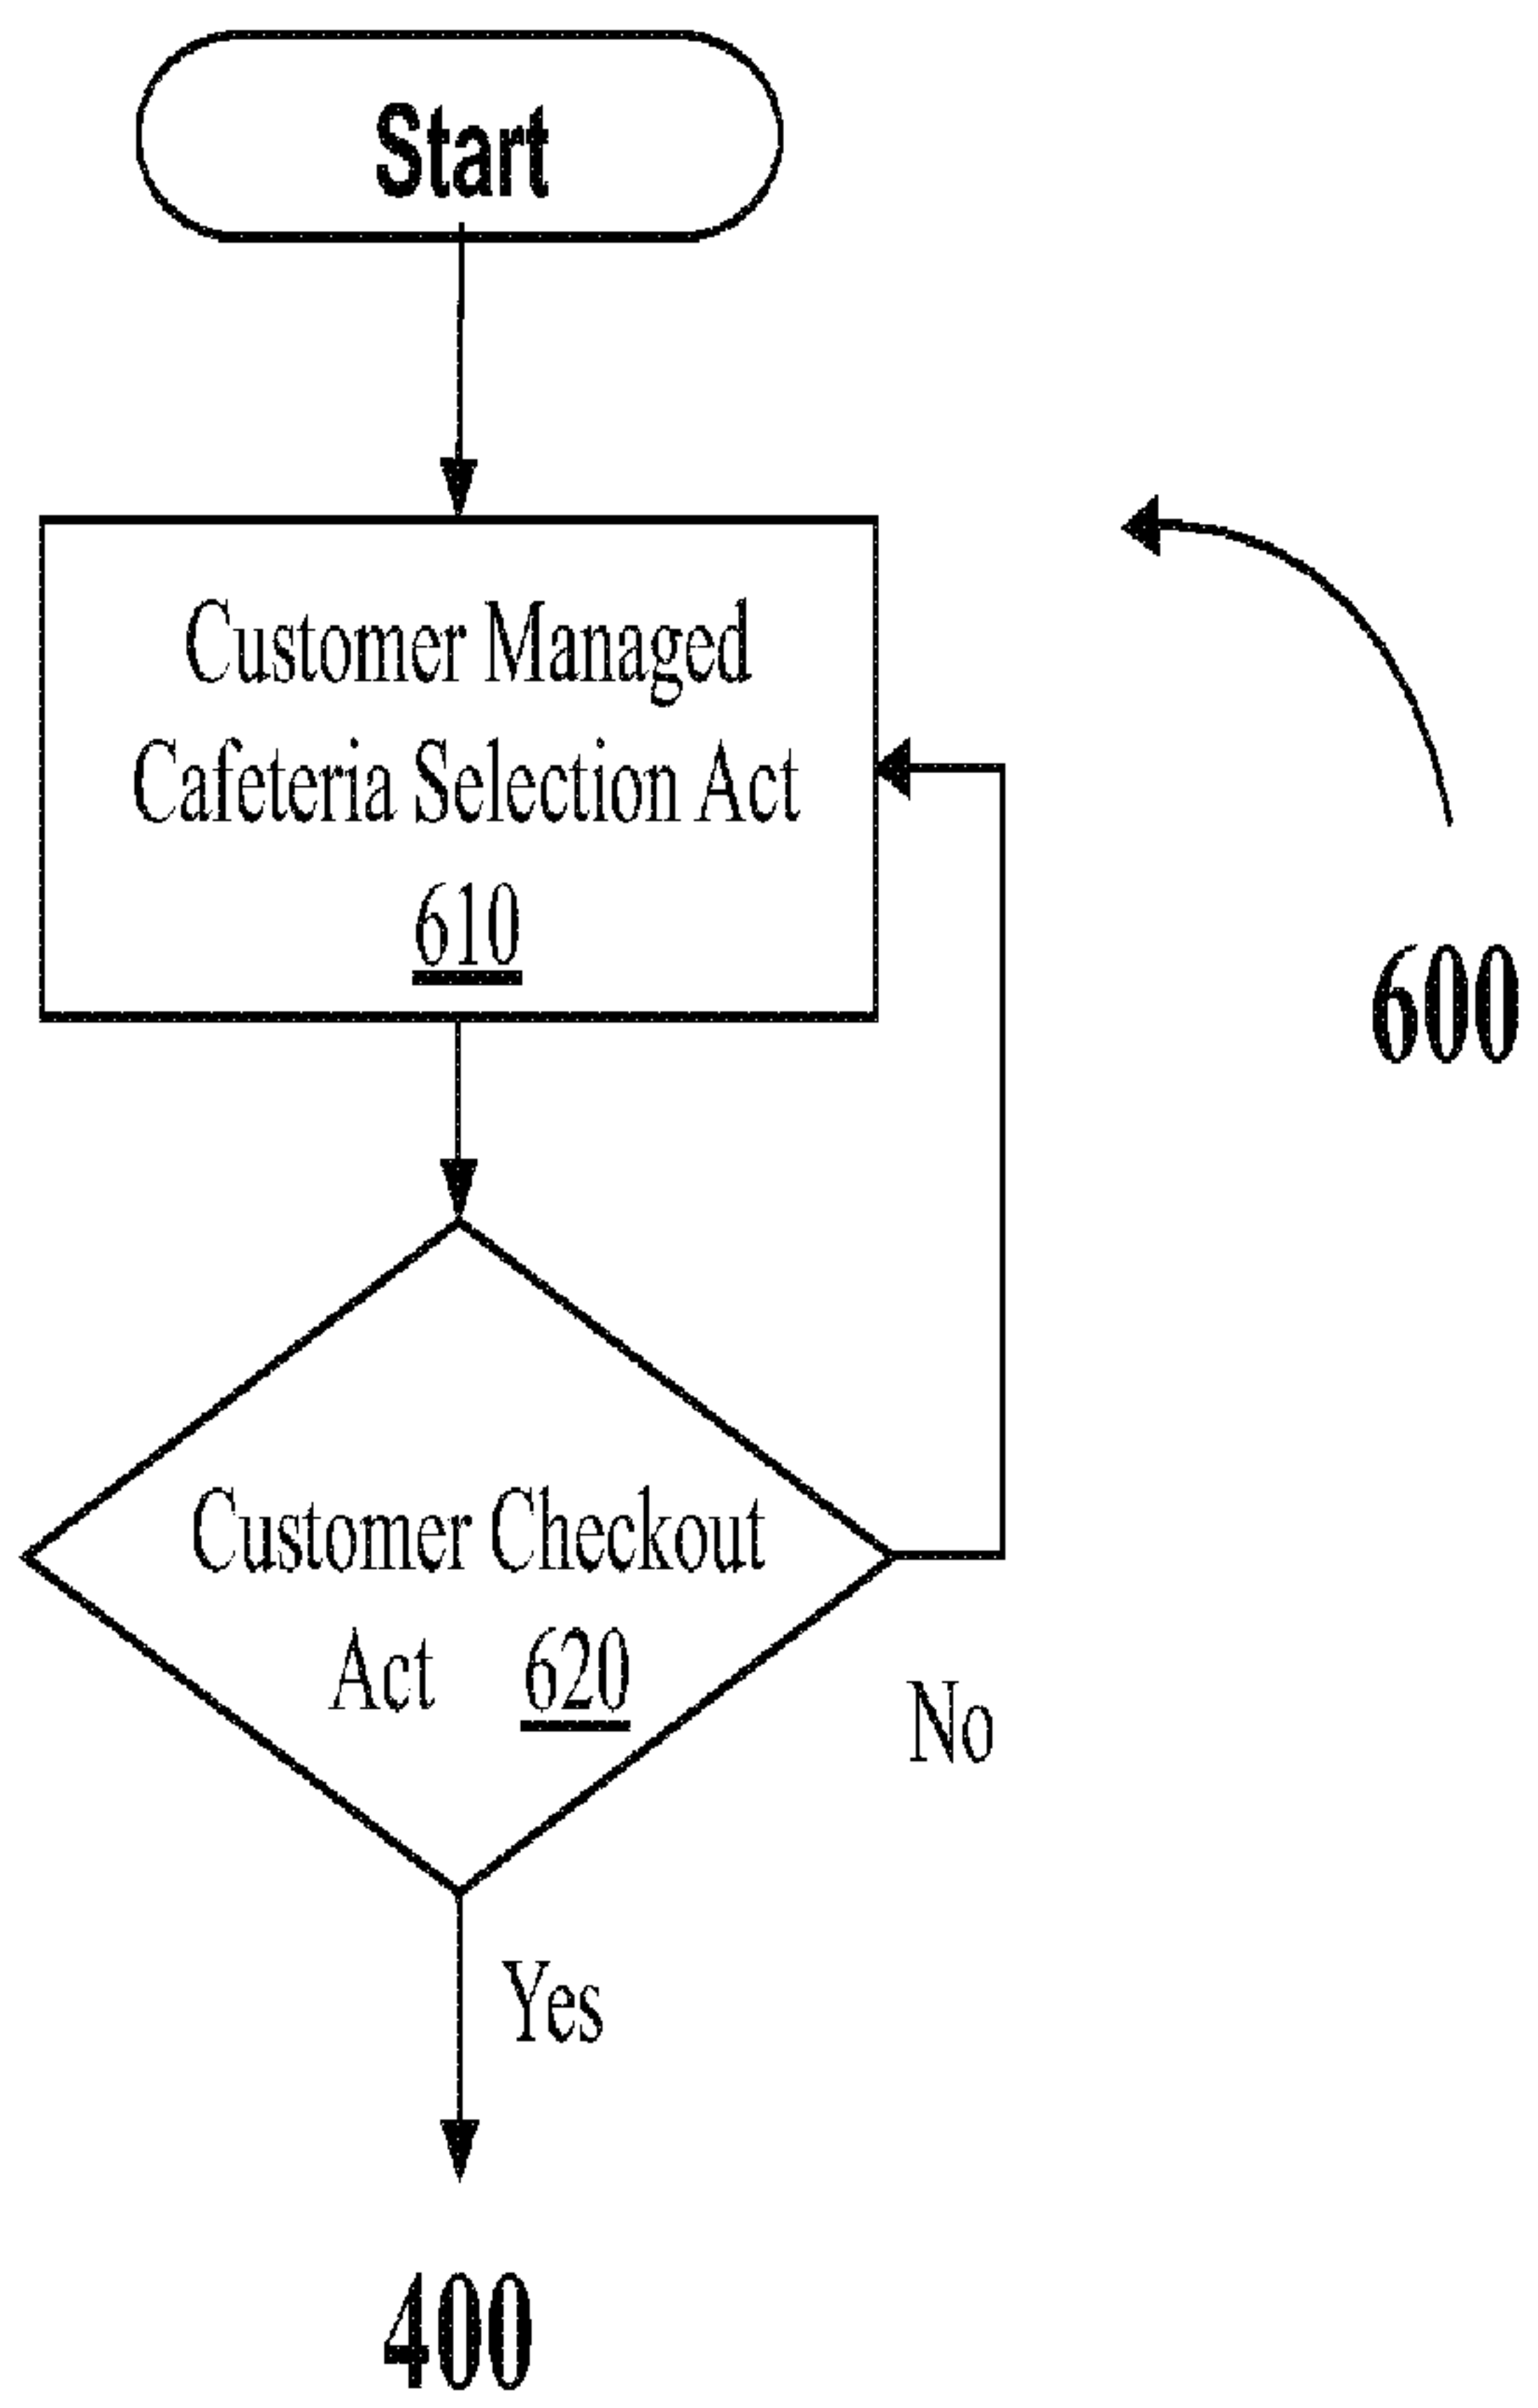 Start
Customer Managed
Cafeteria Selection Act
610
600
Customer Checkout
Act 620
No
Yes
400